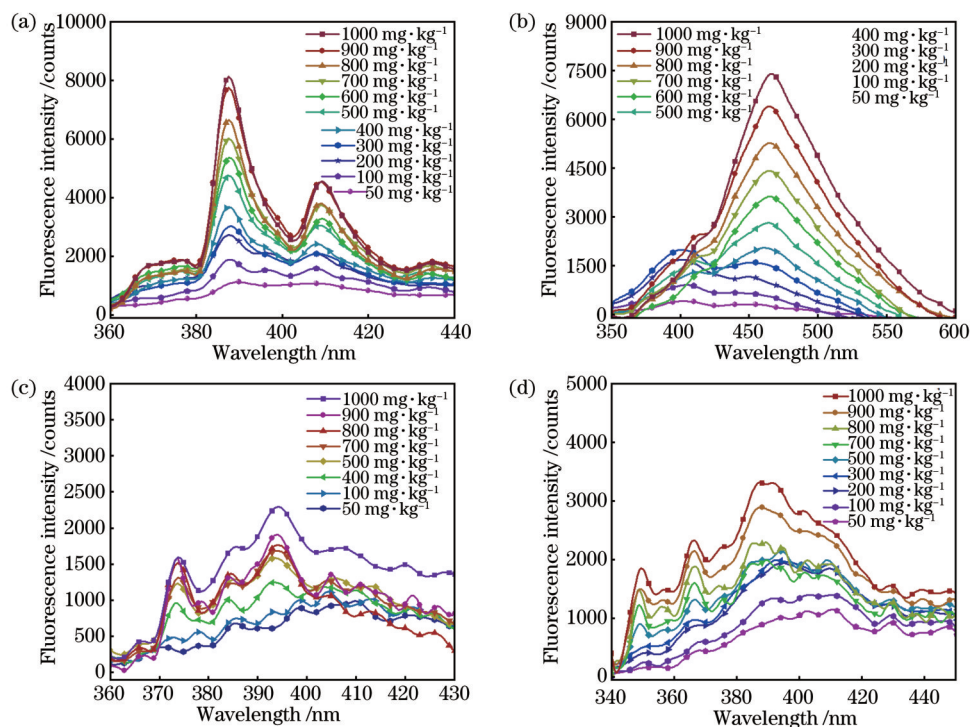 (a)
Fluorescence intensity /counts
10000
8000
6000
4000
2000
0
1000 mg·kg⁻¹
900 mg·kg⁻¹
800 mg·kg⁻¹
700 mg·kg⁻¹
600 mg·kg⁻¹
500 mg·kg⁻¹
400 mg·kg⁻¹
300 mg·kg⁻¹
200 mg·kg⁻¹
100 mg·kg⁻¹
50 mg·kg⁻¹
360 380 400 420 440
Wavelength /nm
(b)
Fluorescence intensity /counts
9000
7500
6000
4500
3000
1500
0
1000 mg·kg⁻¹
900 mg·kg⁻¹
800 mg·kg⁻¹
700 mg·kg⁻¹
600 mg·kg⁻¹
500 mg·kg⁻¹
400 mg·kg⁻¹
300 mg·kg⁻¹
200 mg·kg⁻¹
100 mg·kg⁻¹
50 mg·kg⁻¹
350 400 450 500 550 600
Wavelength /nm
(c)
Fluorescence intensity /counts
4000
3500
3000
2500
2000
1500
1000
500
0
1000 mg·kg⁻¹
900 mg·kg⁻¹
800 mg·kg⁻¹
700 mg·kg⁻¹
500 mg·kg⁻¹
400 mg·kg⁻¹
100 mg·kg⁻¹
50 mg·kg⁻¹
360 370 380 390 400 410 420 430
Wavelength /nm
(d)
Fluorescence intensity /counts
5000
4000
3000
2000
1000
0
1000 mg·kg⁻¹
900 mg·kg⁻¹
800 mg·kg⁻¹
700 mg·kg⁻¹
500 mg·kg⁻¹
300 mg·kg⁻¹
200 mg·kg⁻¹
100 mg·kg⁻¹
50 mg·kg⁻¹
340 360 380 400 420 440
Wavelength /nm